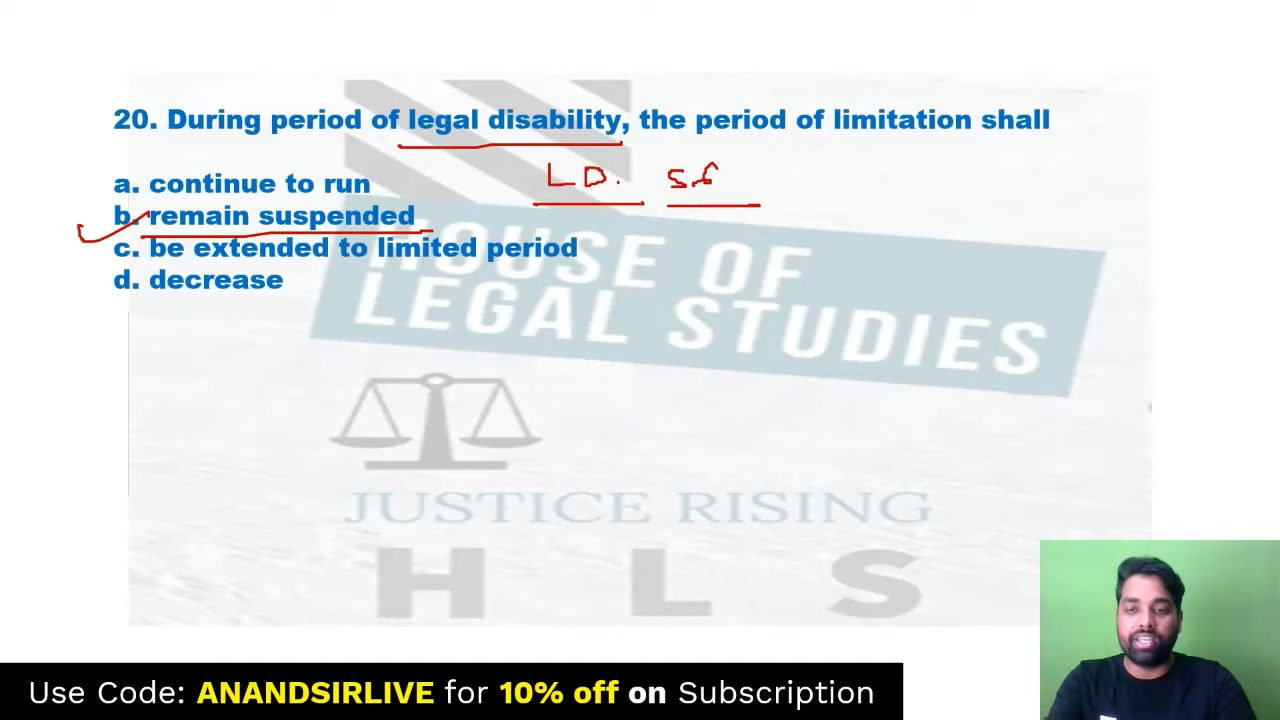 20. During period of legal disability, the period of limitation shall
a. continue to run
L D. S.6
b. remain suspended
c. be extended to limited period
d. decrease
HOUSE OF
LEGAL STUDIES
JUSTICE RISING
H L S
Use Code: ANANDSIRLIVE for 10% off on Subscription